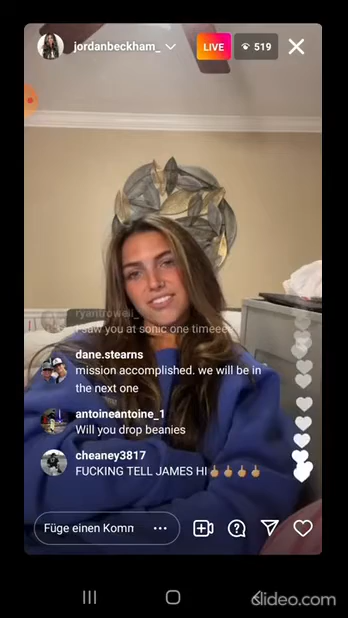 jordanbeckham_
LIVE
519
ryantrowell_
I saw you at sonic one timeeee
dane.stearns
mission accomplished. we will be in
the next one
antoineantoine_1
Will you drop beanies
cheaney3817
FUCKING TELL JAMES HI🖕🖕🖕🖕
Füge einen Komm
clideo.com